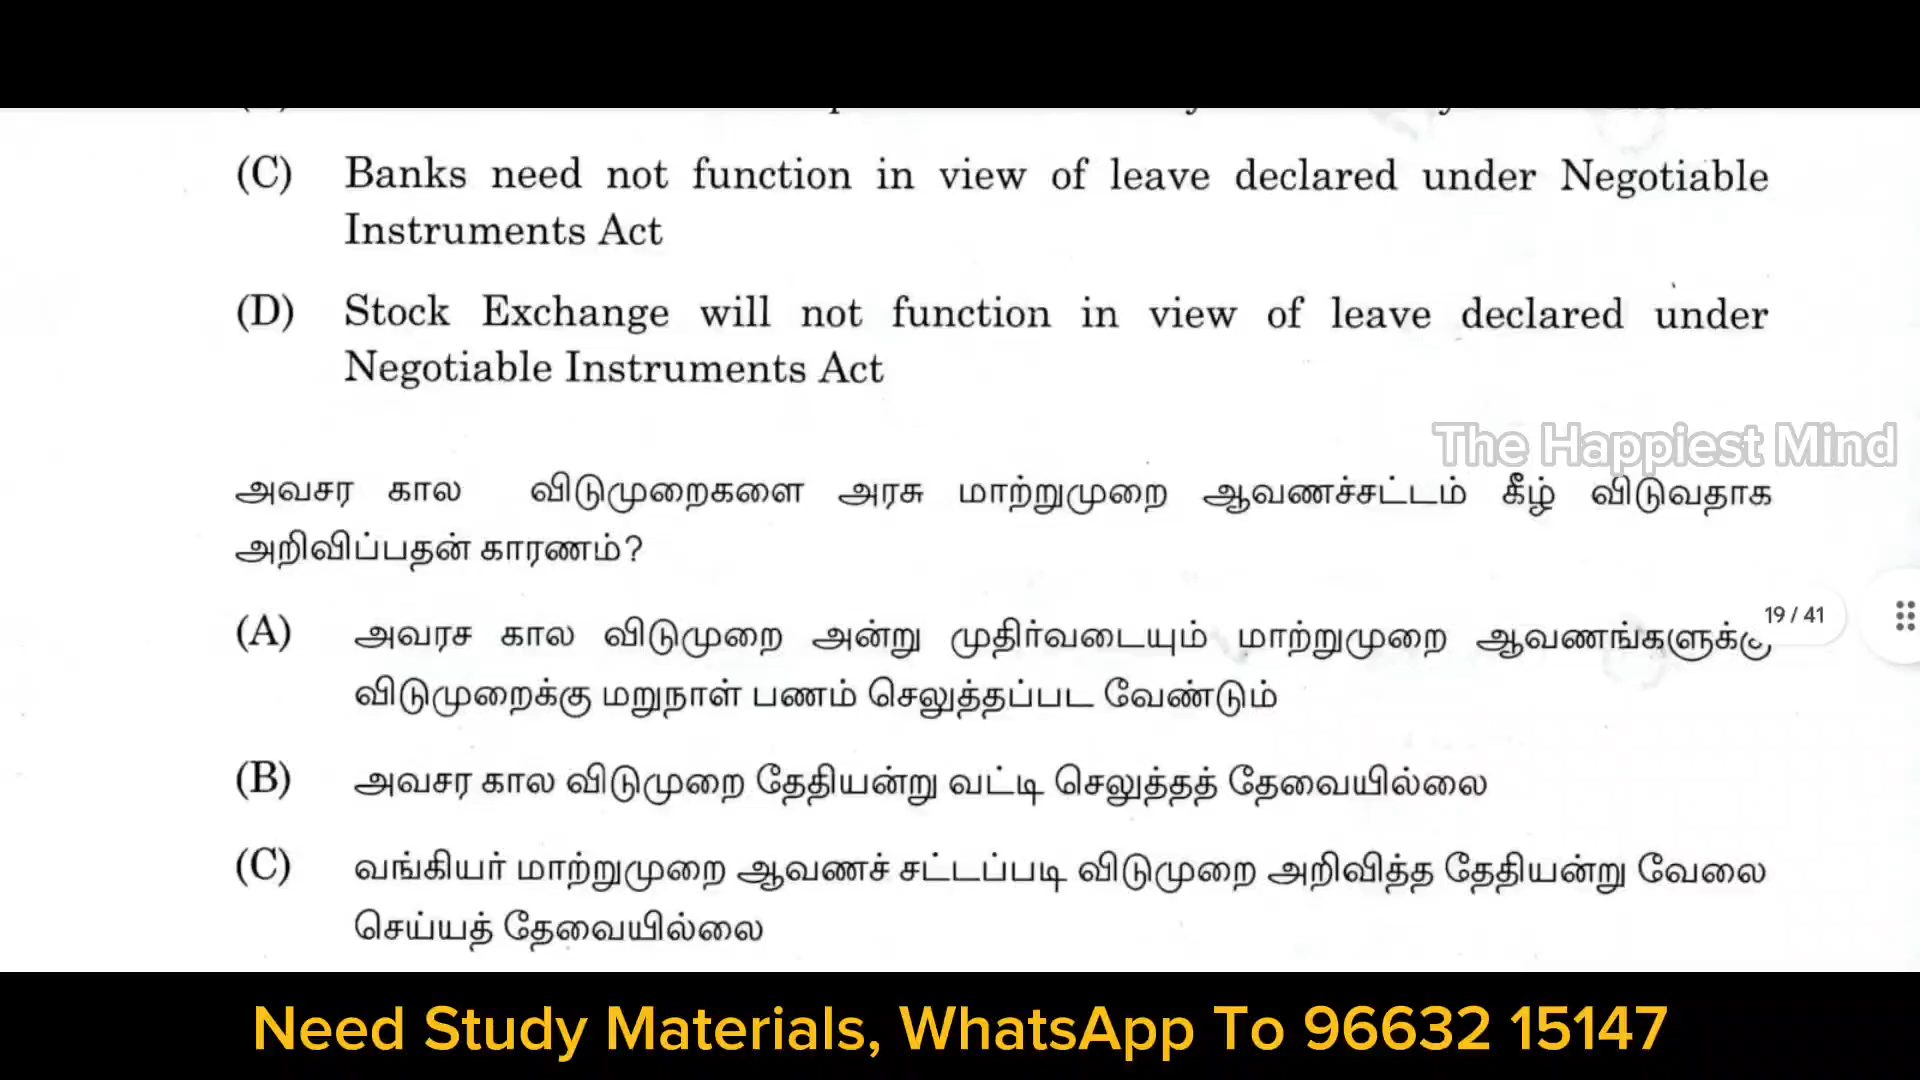 (C) Banks need not function in view of leave declared under Negotiable
Instruments Act
(D) Stock Exchange will not function in view of leave declared under
Negotiable Instruments Act
The Happiest Mind
அவசர கால விடுமுறைகளை அரசு மாற்றுமுறை ஆவணச்சட்டம் கீழ் விடுவதாக
அறிவிப்பதன் காரணம்?
19 / 41
(A) அவரச கால விடுமுறை அன்று முதிர்வடையும் மாற்றுமுறை ஆவணங்களுக்கு
விடுமுறைக்கு மறுநாள் பணம் செலுத்தப்பட வேண்டும்
(B) அவசர கால விடுமுறை தேதியன்று வட்டி செலுத்தத் தேவையில்லை
(C) வங்கியர் மாற்றுமுறை ஆவணச் சட்டப்படி விடுமுறை அறிவித்த தேதியன்று வேலை
செய்யத் தேவையில்லை
Need Study Materials, WhatsApp To 96632 15147